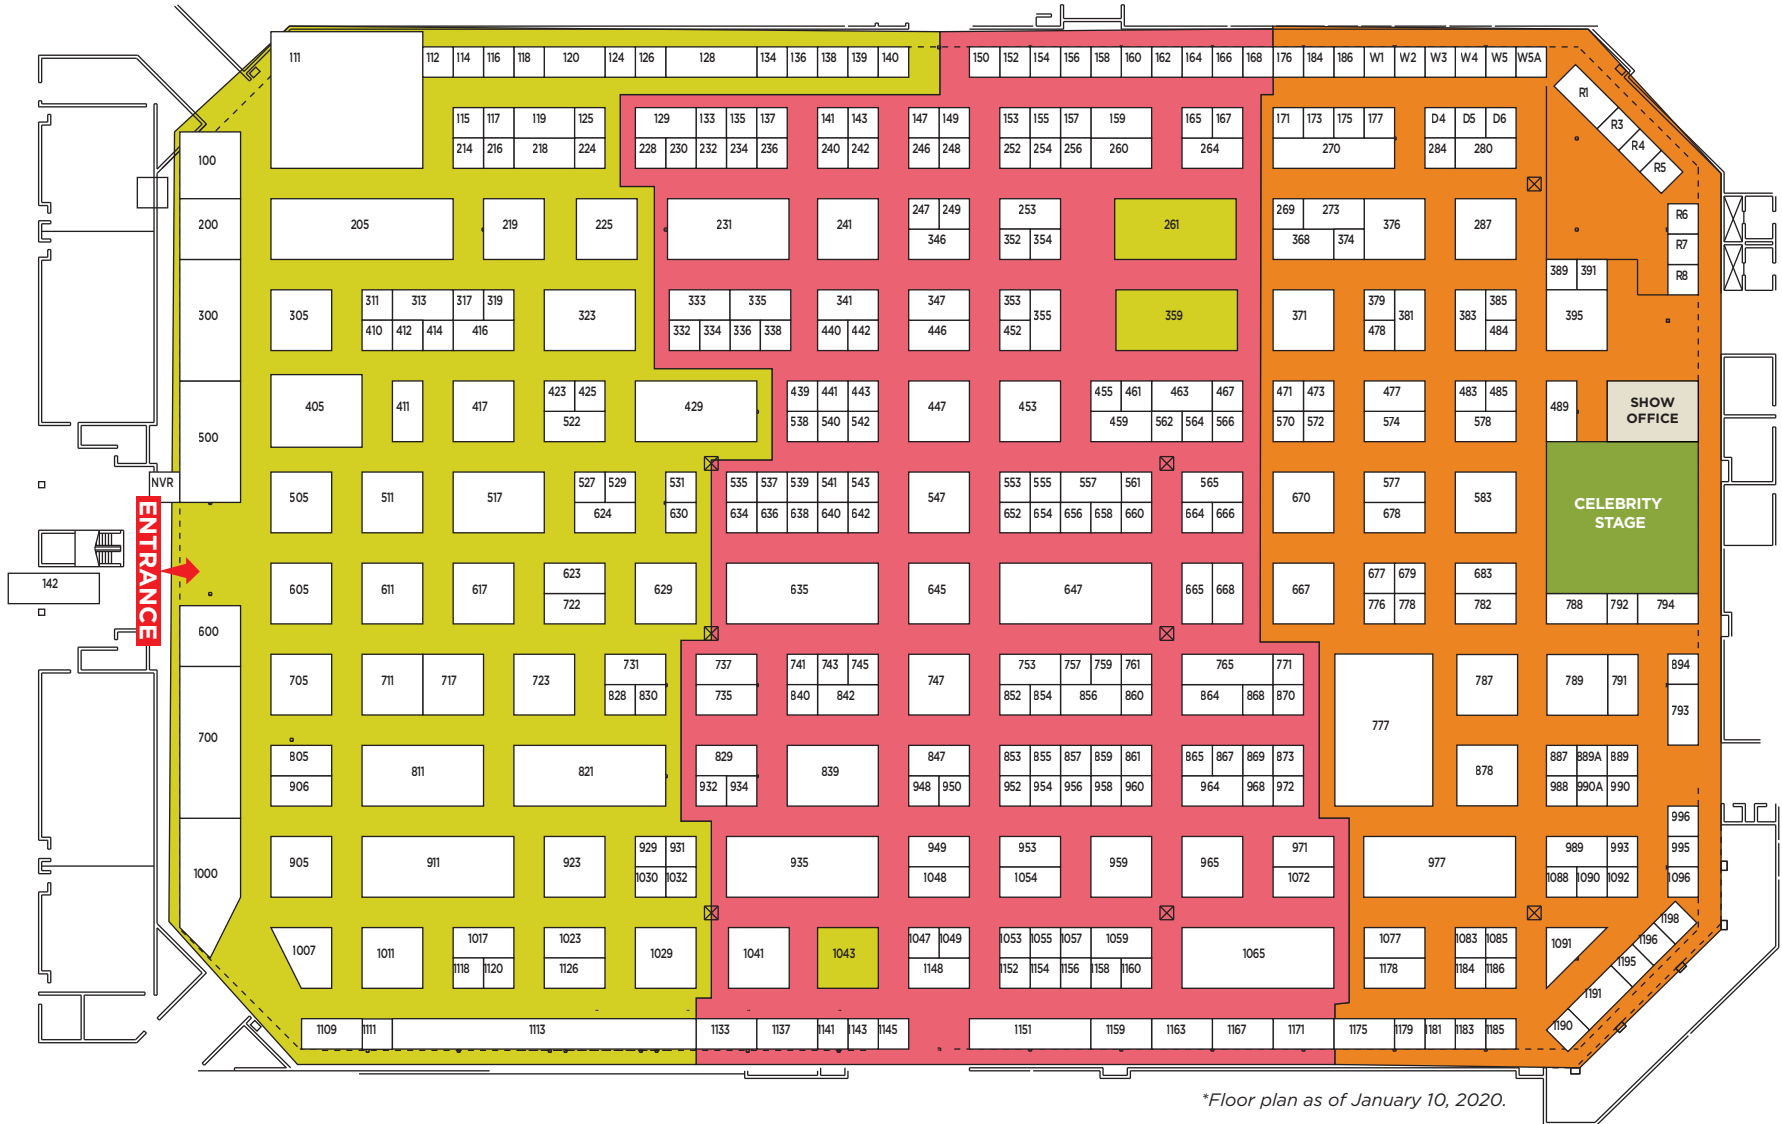 111 112 114 116 118 120 124 126 128 134 136 138 139 140 150 152 154 156 158 160 162 164 166 168 176 184 186 W1 W2 W3 W4 W5 W5A
R1
115 117 119 125 129 133 135 137 141 143 147 149 153 155 157 159 165 167 171 173 175 177 D4 D5 D6 R3
214 216 218 224 228 230 232 234 236 240 242 246 248 252 254 256 260 264 270 284 280 R4
100 R5
247 249 253 269 273 R6
200 205 219 225 231 241 261 376 287
346 352 354 368 374 R7
389 391 R8
311 313 317 319 333 335 341 347 353 379 385
300 305 323 355 359 371 381 383 395
410 412 414 416 332 334 336 338 440 442 446 452 478 484
423 425 439 441 443 455 461 463 467 471 473 477 483 485
405 411 417 429 447 453 489 SHOW
OFFICE
522 538 540 542 459 562 564 566 570 572 574 578
500
NVR 527 529 531 535 537 539 541 543 553 555 557 561 565 577
505 511 517 547 670 583 CELEBRITY
STAGE
624 630 634 636 638 640 642 652 654 656 658 660 664 666 678
ENTRANCE
142
623 677 679 683
605 611 617 629 635 645 647 665 668 667
722 776 778 782 788 792 794
600
731 737 741 743 745 753 757 759 761 765 771 894
705 711 717 723 747 787 789 791
828 830 735 840 842 852 854 856 860 864 868 870 793
700 777
805 829 847 853 855 857 859 861 865 867 869 873 887 889A 889
811 821 839 878
906 932 934 948 950 952 954 956 958 960 964 968 972 988 990A 990
996
929 931 949 953 971 989 993 995
905 911 923 935 959 965 977
1000 1030 1032 1048 1054 1072 1088 1090 1092 1096
1198
1017 1023 1047 1049 1053 1055 1057 1059 1077 1083 1085 1091 1196
1007 1011 1029 1041 1043 1065
1118 1120 1126 1148 1152 1154 1156 1158 1160 1178 1184 1186 1195
1191
1109 1111 1113 1133 1137 1141 1143 1145 1151 1159 1163 1167 1171 1175 1179 1181 1183 1185 1190
*Floor plan as of January 10, 2020.